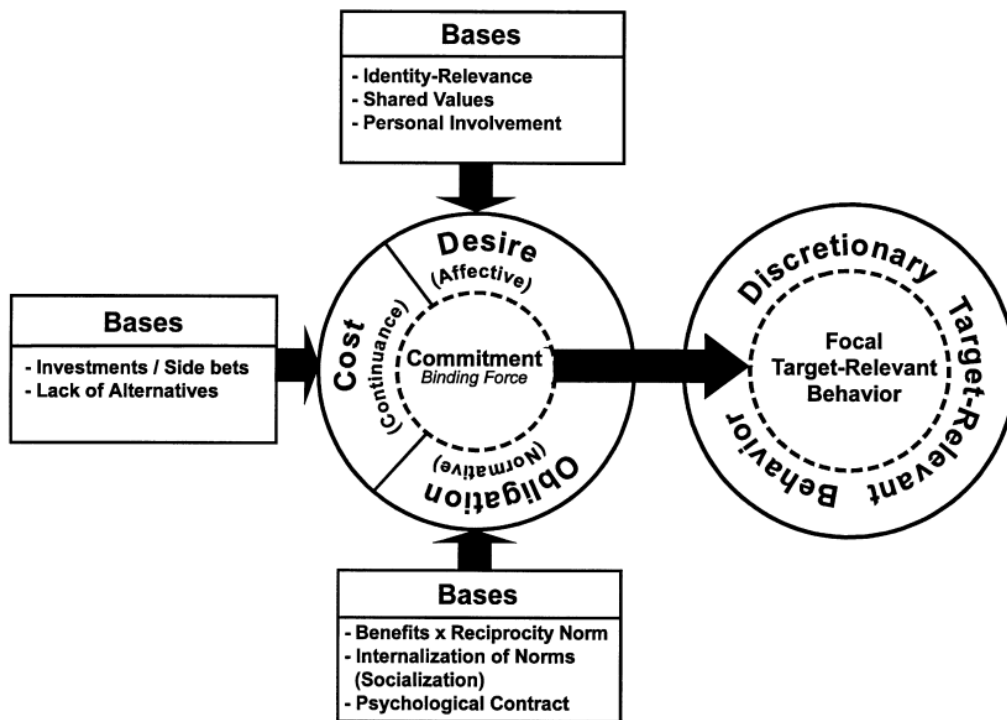 Bases
- Identity-Relevance
- Shared Values
- Personal Involvement
Bases
- Investments / Side bets
- Lack of Alternatives
Desire
(Affective)
Cost
(Continuance)
Commitment
Binding Force
(Normative)
Obligation
Discretionary Target-Relevant Behavior
Focal
Target-Relevant
Behavior
Bases
- Benefits x Reciprocity Norm
- Internalization of Norms
(Socialization)
- Psychological Contract